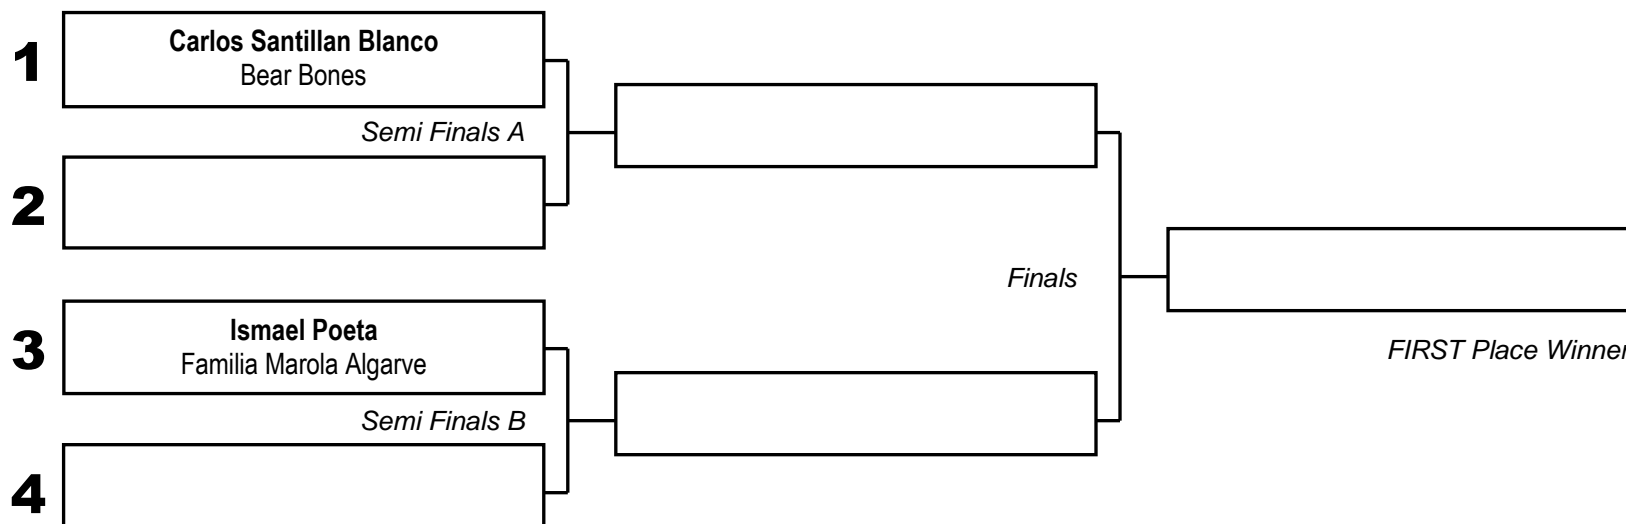 1
Carlos Santillan Blanco
Bear Bones
Semi Finals A
2
Finals
3
Ismael Poeta
Familia Marola Algarve
FIRST Place Winner
Semi Finals B
4